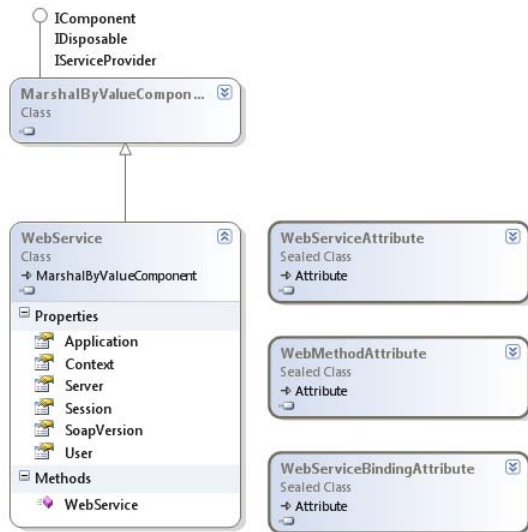 IComponent
IDisposable
IServiceProvider
MarshalByValueCompon...
Class
WebService
Class
MarshalByValueComponent
Properties
Application
Context
Server
Session
SoapVersion
User
Methods
WebService
WebServiceAttribute
Sealed Class
Attribute
WebMethodAttribute
Sealed Class
Attribute
WebServiceBindingAttribute
Sealed Class
Attribute